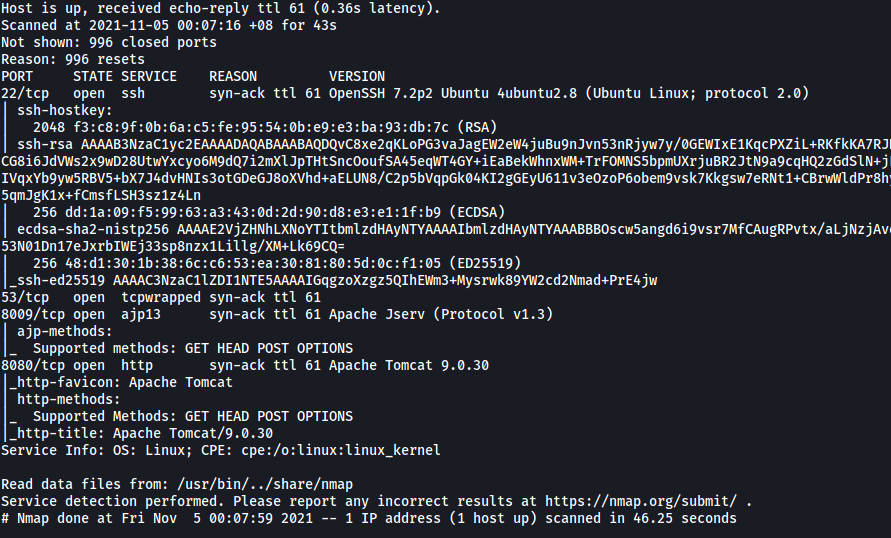 Host is up, received echo-reply ttl 61 (0.36s latency).
Scanned at 2021-11-05 00:07:16 +08 for 43s
Not shown: 996 closed ports
Reason: 996 resets
PORT     STATE SERVICE    REASON         VERSION
22/tcp   open  ssh        syn-ack ttl 61 OpenSSH 7.2p2 Ubuntu 4ubuntu2.8 (Ubuntu Linux; protocol 2.0)
| ssh-hostkey:
|   2048 f3:c8:9f:0b:6a:c5:fe:95:54:0b:e9:e3:ba:93:db:7c (RSA)
| ssh-rsa AAAAB3NzaC1yc2EAAAADAQABAAABAQDQvC8xe2qKLoPG3vaJagEW2eW4juBu9nJvn53nRjyw7y/0GEWIxE1KqcPXZiL+RKfkKA7RJ
CG8i6JdVWs2x9wD28UtwYxcyo6M9dQ7i2mXlJpTHtSncOoufSA45eqWT4GY+iEaBekWhnxWM+TrFOMNS5bpmUXrjuBR2JtN9a9cqHQ2zGdSlN+j
IVqxYb9yw5RBV5+bX7J4dvHNIs3otGDeGJ8oXVhd+aELUN8/C2p5bVqpGk04KI2gGEyU611v3eOzoP6obem9vsk7Kkgsw7eRNt1+CBrwWldPr8hy
5qmJgK1x+fCmsfLSH3sz1z4Ln
|   256 dd:1a:09:f5:99:63:a3:43:0d:2d:90:d8:e3:e1:1f:b9 (ECDSA)
| ecdsa-sha2-nistp256 AAAAE2VjZHNhLXNoYTItbmlzdHAyNTYAAAAIbmlzdHAyNTYAAABBBOscw5angd6i9vsr7MfCAugRPvtx/aLjNzjAv
53N01Dn17eJxrbIWEj33sp8nzx1Lillg/XM+Lk69CQ=
|   256 48:d1:30:1b:38:6c:c6:53:ea:30:81:80:5d:0c:f1:05 (ED25519)
|_ssh-ed25519 AAAAC3NzaC1lZDI1NTE5AAAAIGqgzoXzgz5QIhEWm3+Mysrwk89YW2cd2Nmad+PrE4jw
53/tcp   open  tcpwrapped syn-ack ttl 61
8009/tcp open  ajp13      syn-ack ttl 61 Apache Jserv (Protocol v1.3)
| ajp-methods:
|_  Supported methods: GET HEAD POST OPTIONS
8080/tcp open  http       syn-ack ttl 61 Apache Tomcat 9.0.30
|_http-favicon: Apache Tomcat
| http-methods:
|_  Supported Methods: GET HEAD POST OPTIONS
|_http-title: Apache Tomcat/9.0.30
Service Info: OS: Linux; CPE: cpe:/o:linux:linux_kernel

Read data files from: /usr/bin/../share/nmap
Service detection performed. Please report any incorrect results at https://nmap.org/submit/ .
# Nmap done at Fri Nov  5 00:07:59 2021 -- 1 IP address (1 host up) scanned in 46.25 seconds